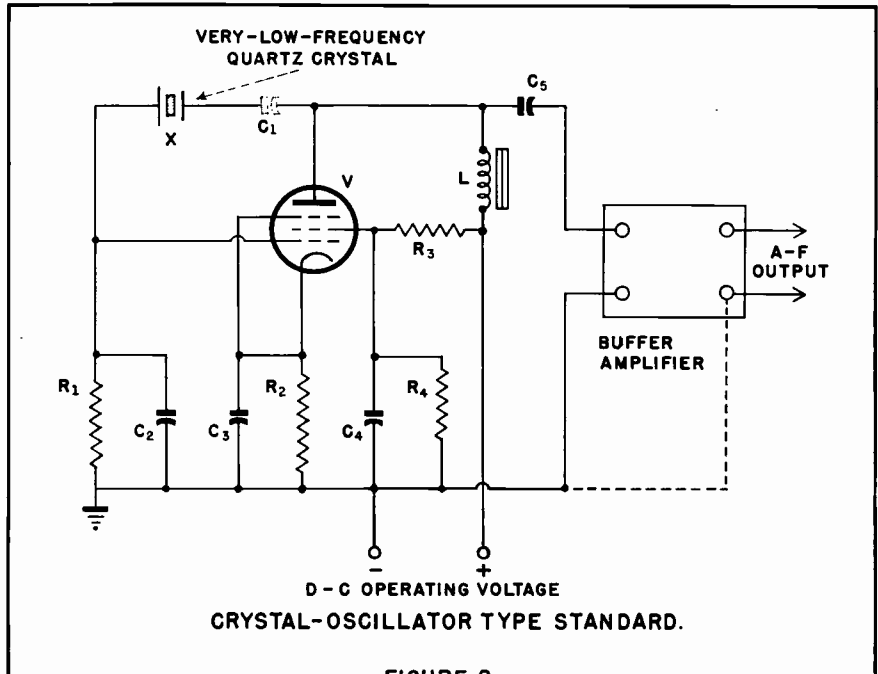 VERY-LOW-FREQUENCY
QUARTZ CRYSTAL
X
C1
C5
V
L
R3
A-F
OUTPUT
BUFFER
AMPLIFIER
R1
C2
C3
R2
C4
R4
-
+
D-C OPERATING VOLTAGE
CRYSTAL-OSCILLATOR TYPE STANDARD.